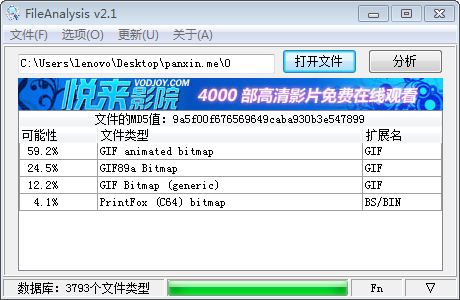 FileAnalysis v2.1
文件(F) 选项(O) 更新(U) 关于(A)
C:\Users\lenovo\Desktop\panxin.me\0 打开文件 分析
悦来影院 VODJOY.COM 4000 部高清影片免费在线观看
文件的MD5值: 9a5f00f676569649caba930b3e547899
可能性 文件类型 扩展名
59.2% GIF animated bitmap GIF
24.5% GIF89a Bitmap GIF
12.2% GIF Bitmap (generic) GIF
4.1% PrintFox (C64) bitmap BS/BIN
数据库: 3793个文件类型 Fn ▽